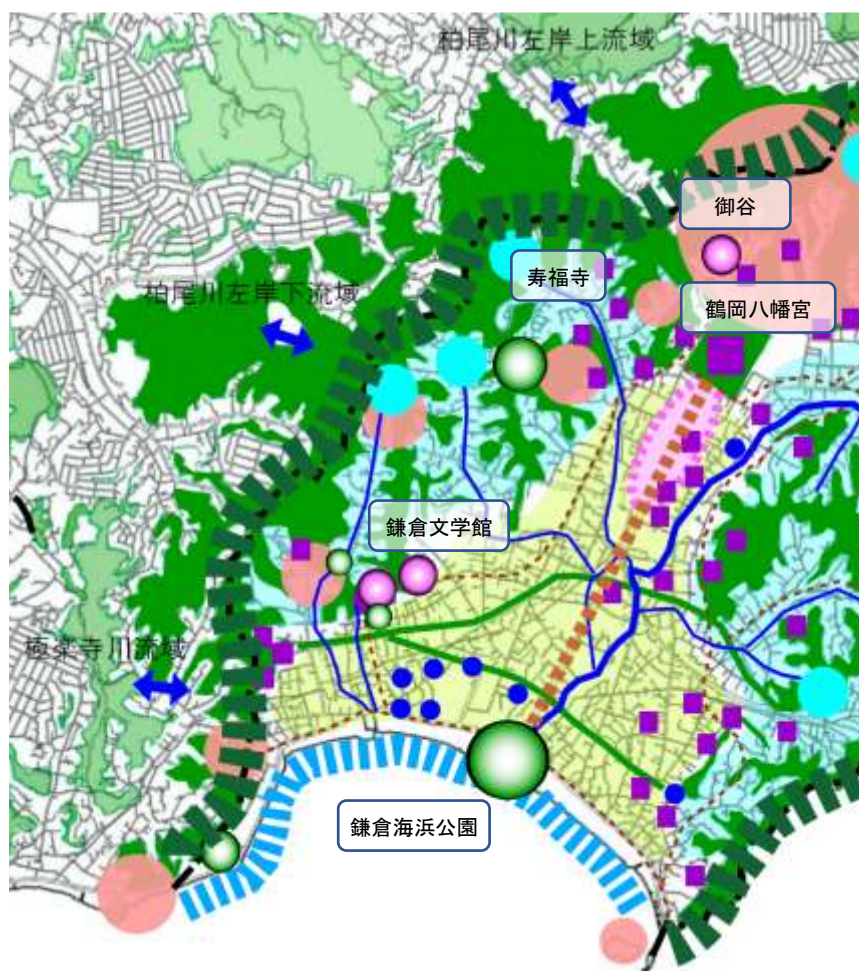 柏尾川左岸上流域
御谷
寿福寺
柏尾川左岸下流域
鶴岡八幡宮
鎌倉文学館
極楽寺川流域
鎌倉海浜公園